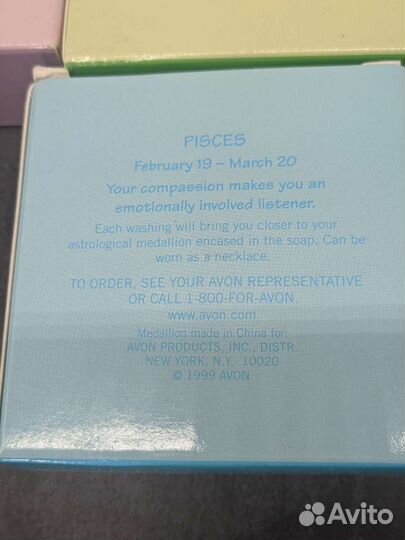 PISCES
February 19 – March 20
Your compassion makes you an
emotionally involved listener.
Each washing will bring you closer to your
astrological medallion encased in the soap. Can be
worn as a necklace.
TO ORDER, SEE YOUR AVON REPRESENTATIVE
OR CALL 1-800-FOR-AVON.
www.avon.com
Medallion made in China for:
AVON PRODUCTS, INC., DISTR.
NEW YORK, N.Y. 10020
© 1999 AVON
Avito